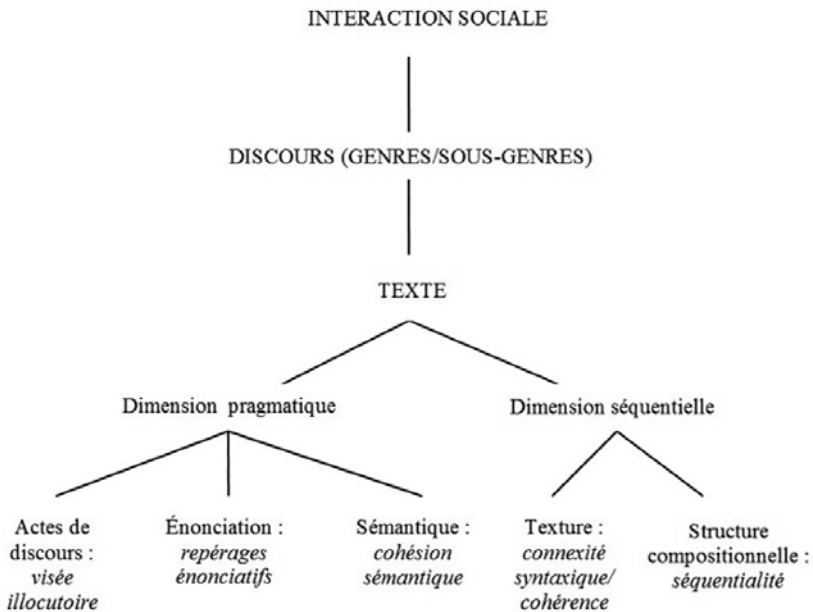 INTERACTION SOCIALE
DISCOURS (GENRES/SOUS-GENRES)
TEXTE
Dimension pragmatique
Dimension séquentielle
Actes de
discours :
visée
illocutoire
Énonciation :
repérages
énonciatifs
Sémantique :
cohésion
sémantique
Texture :
connexité
syntaxique/
cohérence
Structure
compositionnelle :
séquentialité